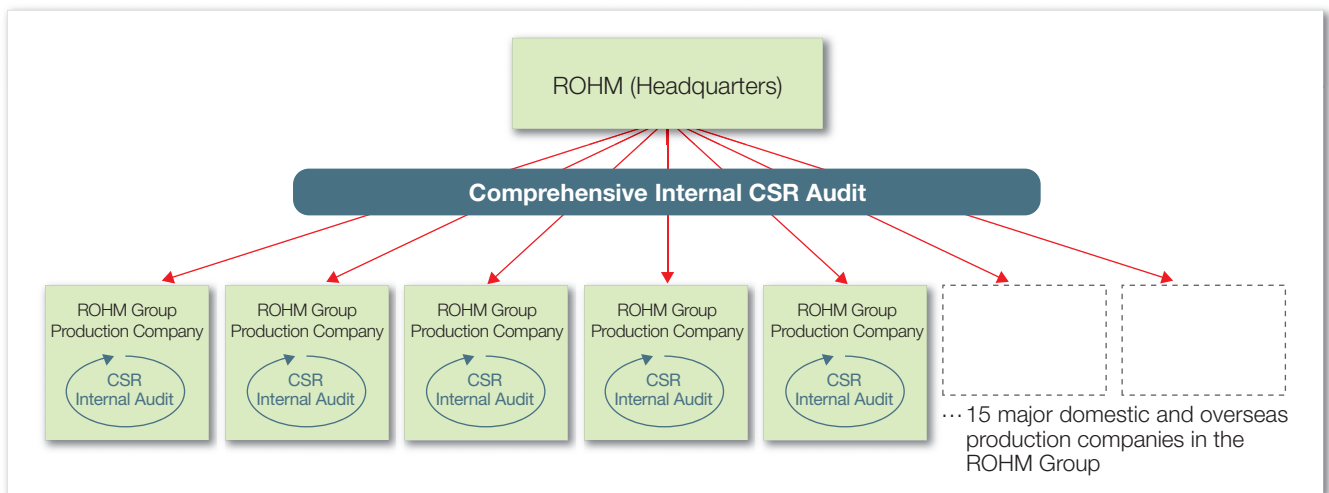 ROHM (Headquarters)
Comprehensive Internal CSR Audit
ROHM Group
Production Company
CSR
Internal Audit
ROHM Group
Production Company
CSR
Internal Audit
ROHM Group
Production Company
CSR
Internal Audit
ROHM Group
Production Company
CSR
Internal Audit
ROHM Group
Production Company
CSR
Internal Audit
… 15 major domestic and overseas
production companies in the
ROHM Group